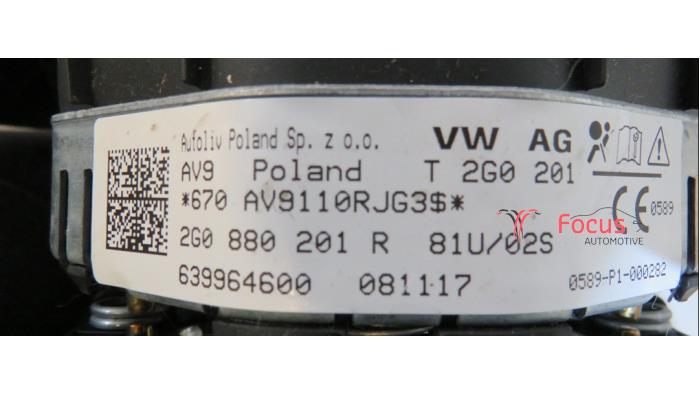 Autoliv Poland Sp. z o.o. VW AG
AV9 Poland T 2G0 201
*670 AV9110RJG3$*
0589
2G0 880 201 R 81U/02S
639964600 081117
0589-P1-000282
Focus
AUTOMOTIVE